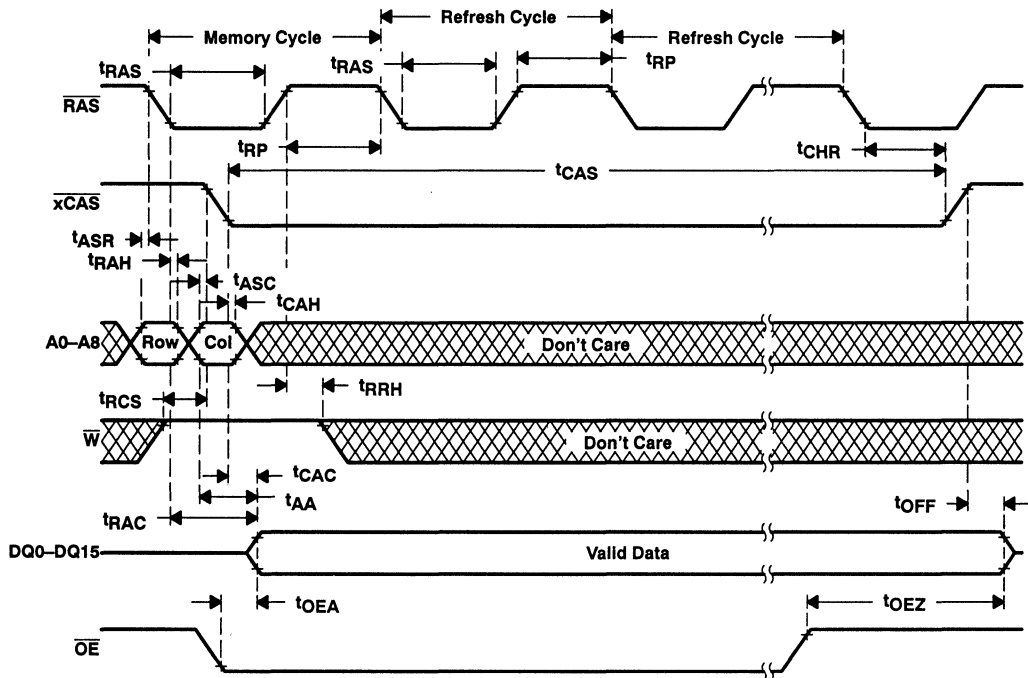 Refresh Cycle
Memory Cycle
Refresh Cycle
tRAS
tRAS
tRP
RAS
tRP
tCHR
tCAS
xCAS
tASR
tRAH
tASC
tCAH
A0–A8
Row
Col
Don't Care
tRRH
tRCS
W
Don't Care
tCAC
tAA
tOFF
tRAC
DQ0–DQ15
Valid Data
tOEA
tOEZ
OE